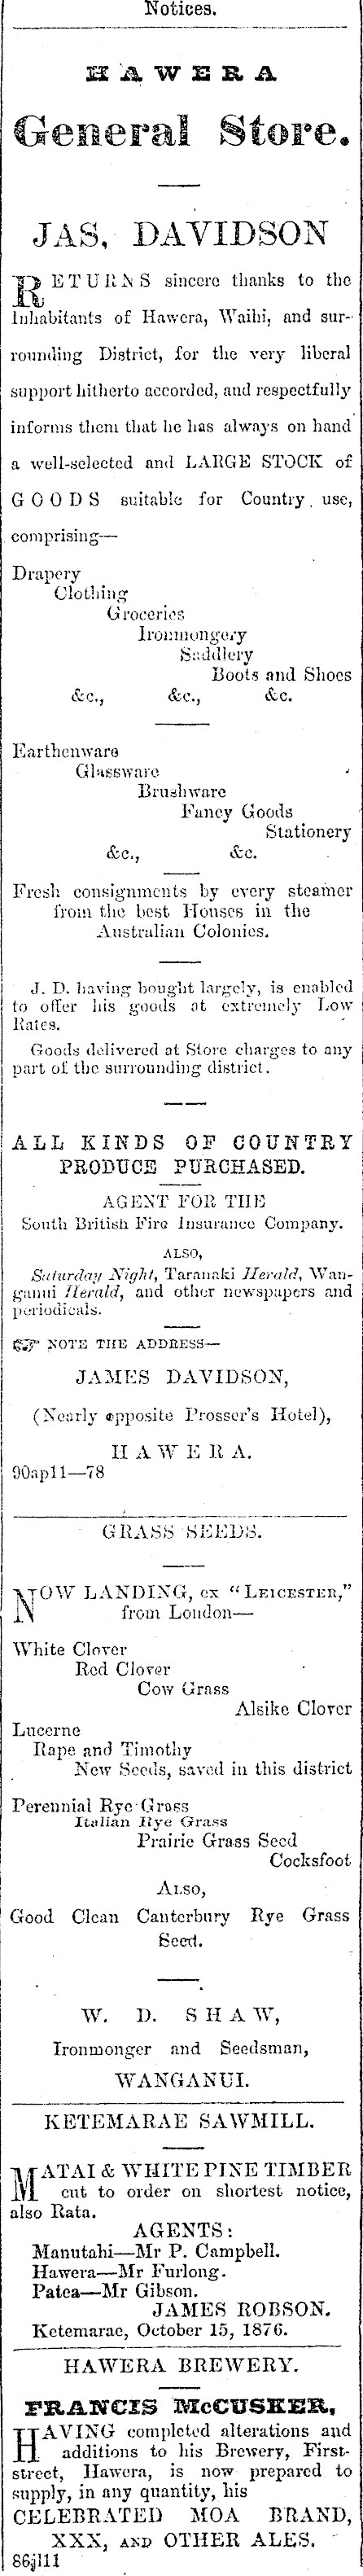 Notices.
HAWERA
General Store.
JAS, DAVIDSON
RETURNS sincere thanks to the
Inhabitants of Hawera, Waihi, and sur-
rounding District, for the very liberal
support hitherto accorded, and respectfully
informs them that he has always on hand
a well-selected and LARGE STOCK of
GOODS suitable for Country use,
comprising—
Drapery
Clothing
Groceries
Ironmongery
Saddlery
Boots and Shoes
&c., &c., &c.
Earthenware
Glassware
Brushware
Fancy Goods
Stationery
&c., &c.
Fresh consignments by every steamer
from the best Houses in the
Australian Colonies.
J. D. having bought largely, is enabled
to offer his goods at extremely Low
Rates.
Goods delivered at Store charges to any
part of the surrounding district.
ALL KINDS OF COUNTRY
PRODUCE PURCHASED.
AGENT FOR THE
South British Fire Insurance Company.
ALSO,
Saturday Night, Taranaki Herald, Wan-
ganui Herald, and other newspapers and
periodicals.
☞ NOTE THE ADDRESS—
JAMES DAVIDSON,
(Nearly opposite Prosser's Hotel),
HAWERA.
90ap11—78
GRASS SEEDS.
NOW LANDING, ex "LEICESTER,"
from London—
White Clover
Red Clover
Cow Grass
Alsike Clover
Lucerne
Rape and Timothy
New Seeds, saved in this district
Perennial Rye Grass
Italian Rye Grass
Prairie Grass Seed
Cocksfoot
ALSO,
Good Clean Canterbury Rye Grass
Seed.
W. D. SHAW,
Ironmonger and Seedsman,
WANGANUI.
KETEMARAE SAWMILL.
MATAI & WHITE PINE TIMBER
cut to order on shortest notice,
also Rata.
AGENTS:
Manutahi—Mr P. Campbell.
Hawera—Mr Furlong.
Patea—Mr Gibson.
JAMES ROBSON.
Ketemarae, October 15, 1876.
HAWERA BREWERY.
FRANCIS McCUSKER,
HAVING completed alterations and
additions to his Brewery, First-
street, Hawera, is now prepared to
supply, in any quantity, his
CELEBRATED MOA BRAND,
XXX, AND OTHER ALES.
86jl11